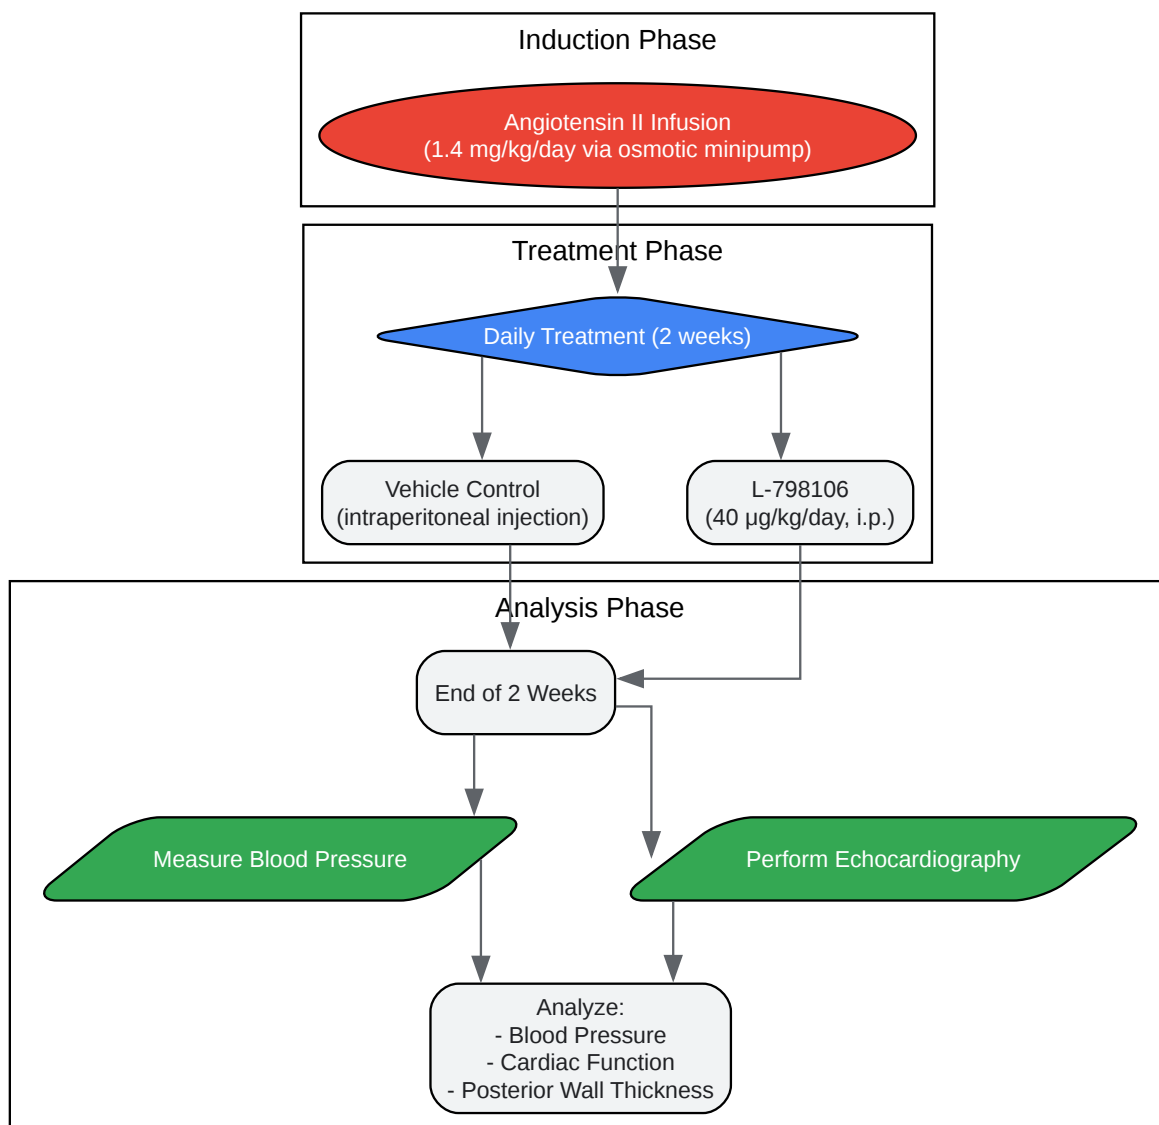 Induction Phase
Angiotensin II Infusion
(1.4 mg/kg/day via osmotic minipump)
Treatment Phase
Daily Treatment (2 weeks)
Vehicle Control
(intraperitoneal injection)
L-798106
(40 µg/kg/day, i.p.)
Analysis Phase
End of 2 Weeks
Measure Blood Pressure
Perform Echocardiography
Analyze:
- Blood Pressure
- Cardiac Function
- Posterior Wall Thickness